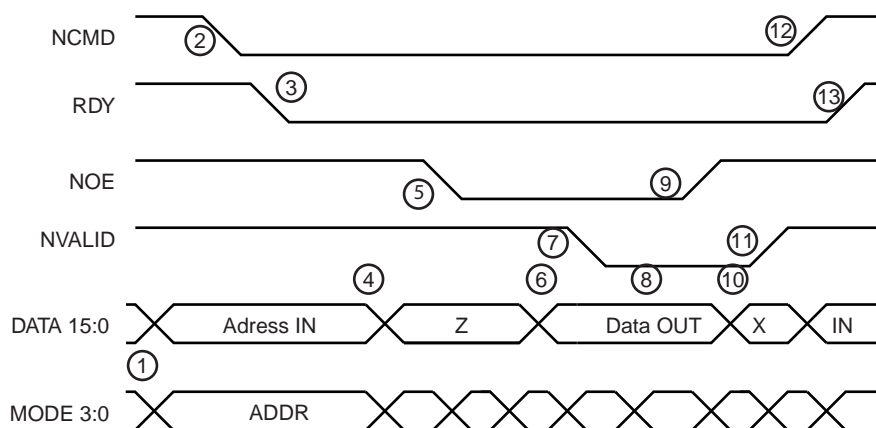 NCMD 2 12
RDY 3 13
NOE 5 9
NVALID 7 11
4 6 8 10
DATA 15:0 Adress IN Z Data OUT X IN
1
MODE 3:0 ADDR